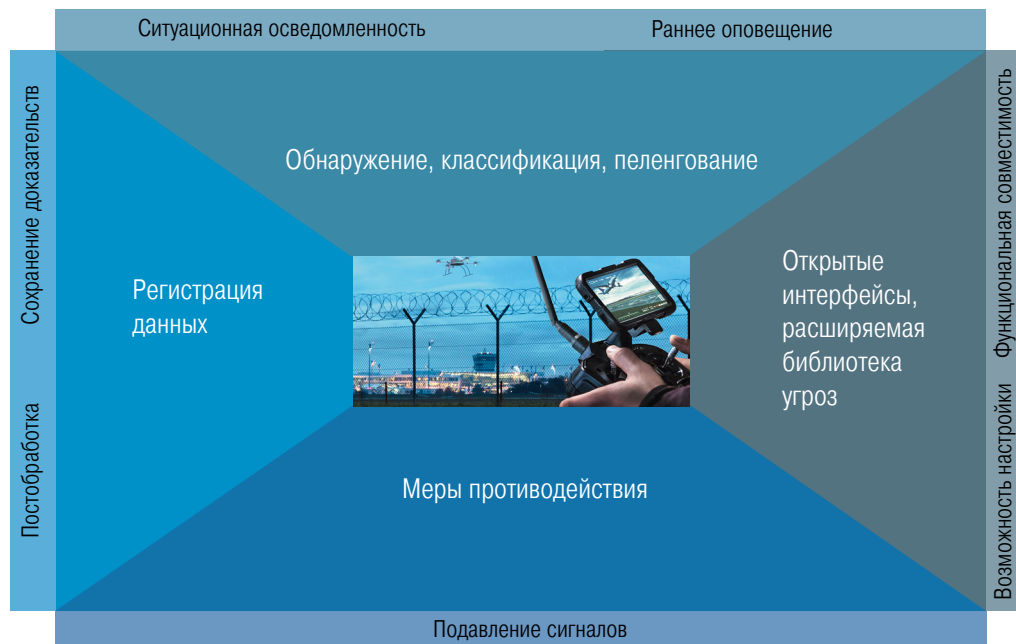 Ситуационная осведомленность
Раннее оповещение
Сохранение доказательств
Постобработка
Обнаружение, классификация, пеленгование
Регистрация
данных
Открытые
интерфейсы,
расширяемая
библиотека
угроз
Функциональная совместимость
Возможность настройки
Меры противодействия
Подавление сигналов